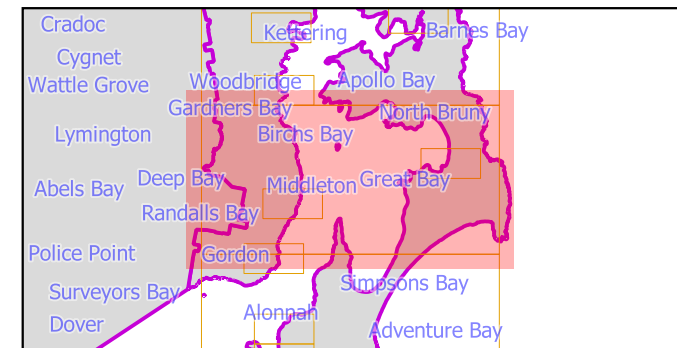 Cradoc
Kettering
Barnes Bay
Cygnet
Wattle Grove
Woodbridge
Apollo Bay
Gardners Bay
North Bruny
Lymington
Birchs Bay
Deep Bay
Great Bay
Abels Bay
Middleton
Randalls Bay
Police Point
Gordon
Simpsons Bay
Surveyors Bay
Alonnah
Dover
Adventure Bay